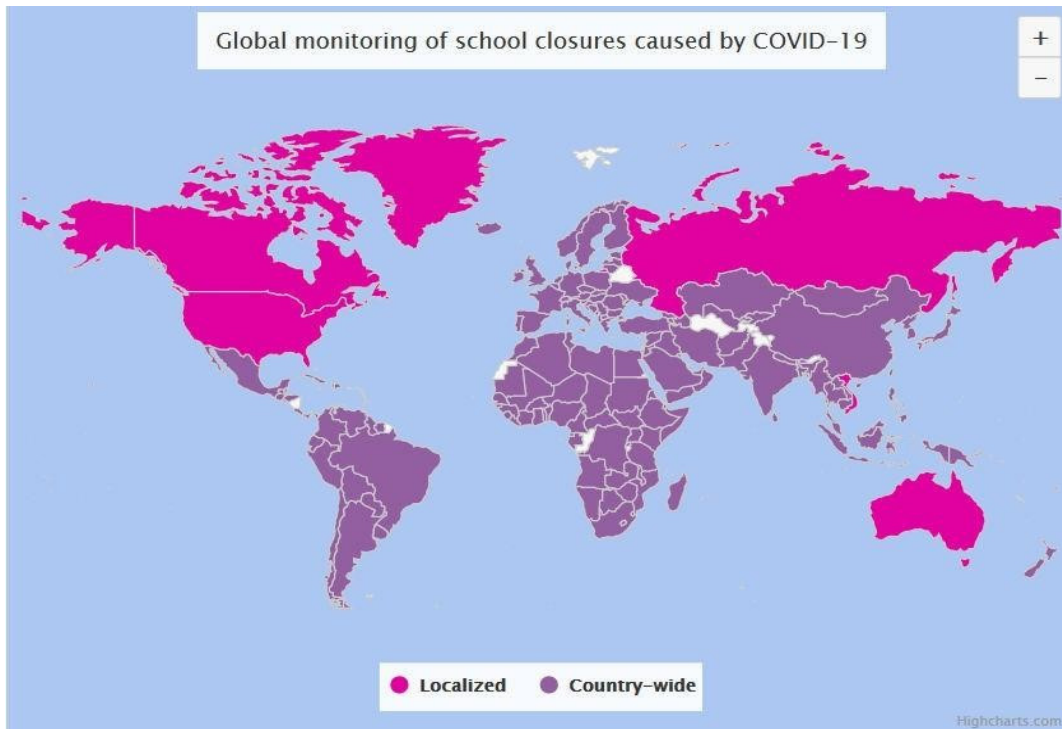 Global monitoring of school closures caused by COVID-19
+
−
Localized
Country-wide
Highcharts.com